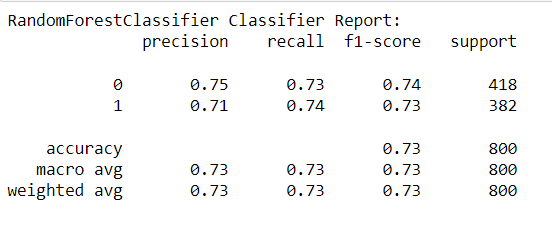 RandomForestClassifier Classifier Report:
precision recall f1-score support
0 0.75 0.73 0.74 418
1 0.71 0.74 0.73 382
accuracy 0.73 800
macro avg 0.73 0.73 0.73 800
weighted avg 0.73 0.73 0.73 800